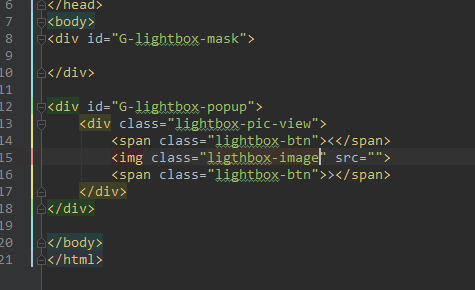 6 </head>
7 <body>
8 <div id="G-lightbox-mask">
9
10 </div>
11
12 <div id="G-lightbox-popup">
13 <div class="lightbox-pic-view">
14 <span class="lightbox-btn"><</span>
15 <img class="ligthbox-image" src="">
16 <span class="lightbox-btn">></span>
17 </div>
18 </div>
19
20 </body>
21 </html>